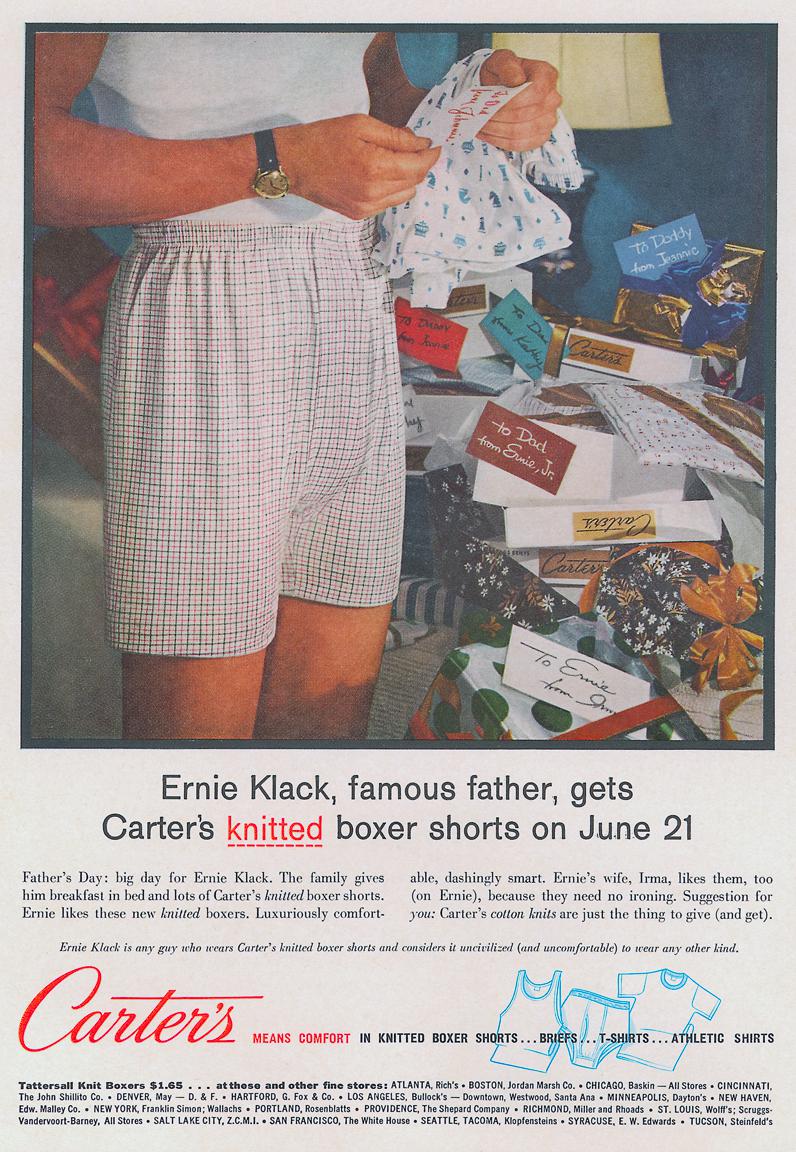 To Dad
from Johnnie
To Daddy
from Jeannie
Carter's
To Daddy
from Jeannie
To Dad
from Kathy
Carter's
to Dad
from Ernie, Jr.
Carter's
Carter's
To Ernie
from
Ernie Klack, famous father, gets
Carter's knitted boxer shorts on June 21
Father's Day: big day for Ernie Klack. The family gives
him breakfast in bed and lots of Carter's knitted boxer shorts.
Ernie likes these new knitted boxers. Luxuriously comfort-
able, dashingly smart. Ernie's wife, Irma, likes them, too
(on Ernie), because they need no ironing. Suggestion for
you: Carter's cotton knits are just the thing to give (and get).
Ernie Klack is any guy who wears Carter's knitted boxer shorts and considers it uncivilized (and uncomfortable) to wear any other kind.
Carter's MEANS COMFORT IN KNITTED BOXER SHORTS...BRIEFS...T-SHIRTS...ATHLETIC SHIRTS
Tattersall Knit Boxers $1.65 . . . at these and other fine stores: ATLANTA, Rich's • BOSTON, Jordan Marsh Co. • CHICAGO, Baskin — All Stores • CINCINNATI,
The John Shillito Co. • DENVER, May — D. & F. • HARTFORD, G. Fox & Co. • LOS ANGELES, Bullock's — Downtown, Westwood, Santa Ana • MINNEAPOLIS, Dayton's • NEW HAVEN,
Edw. Malley Co. • NEW YORK, Franklin Simon; Wallachs • PORTLAND, Rosenblatts • PROVIDENCE, The Shepard Company • RICHMOND, Miller and Rhoads • ST. LOUIS, Wolff's; Scruggs-
Vandervoort-Barney, All Stores • SALT LAKE CITY, Z.C.M.I. • SAN FRANCISCO, The White House • SEATTLE, TACOMA, Klopfensteins • SYRACUSE, E. W. Edwards • TUCSON, Steinfeld's